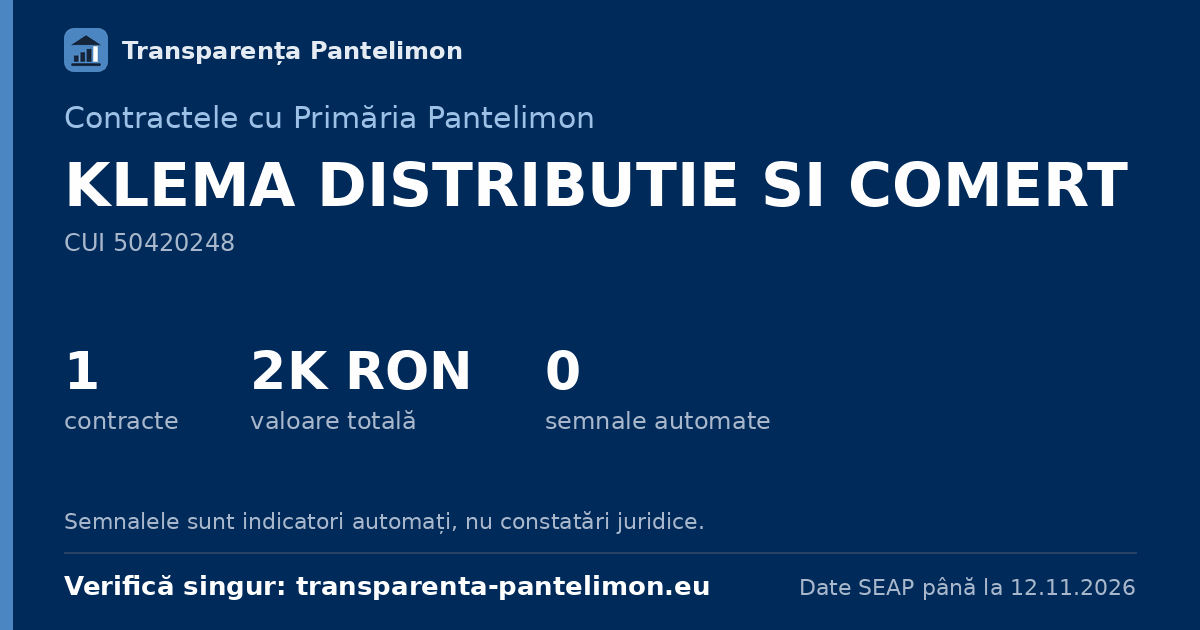 Transparența Pantelimon
Contractele cu Primăria Pantelimon
KLEMA DISTRIBUTIE SI COMERT
CUI 50420248
1 2K RON 0
contracte valoare totală semnale automate
Semnalele sunt indicatori automați, nu constatări juridice.
Verifică singur: transparenta-pantelimon.eu Date SEAP până la 12.11.2026